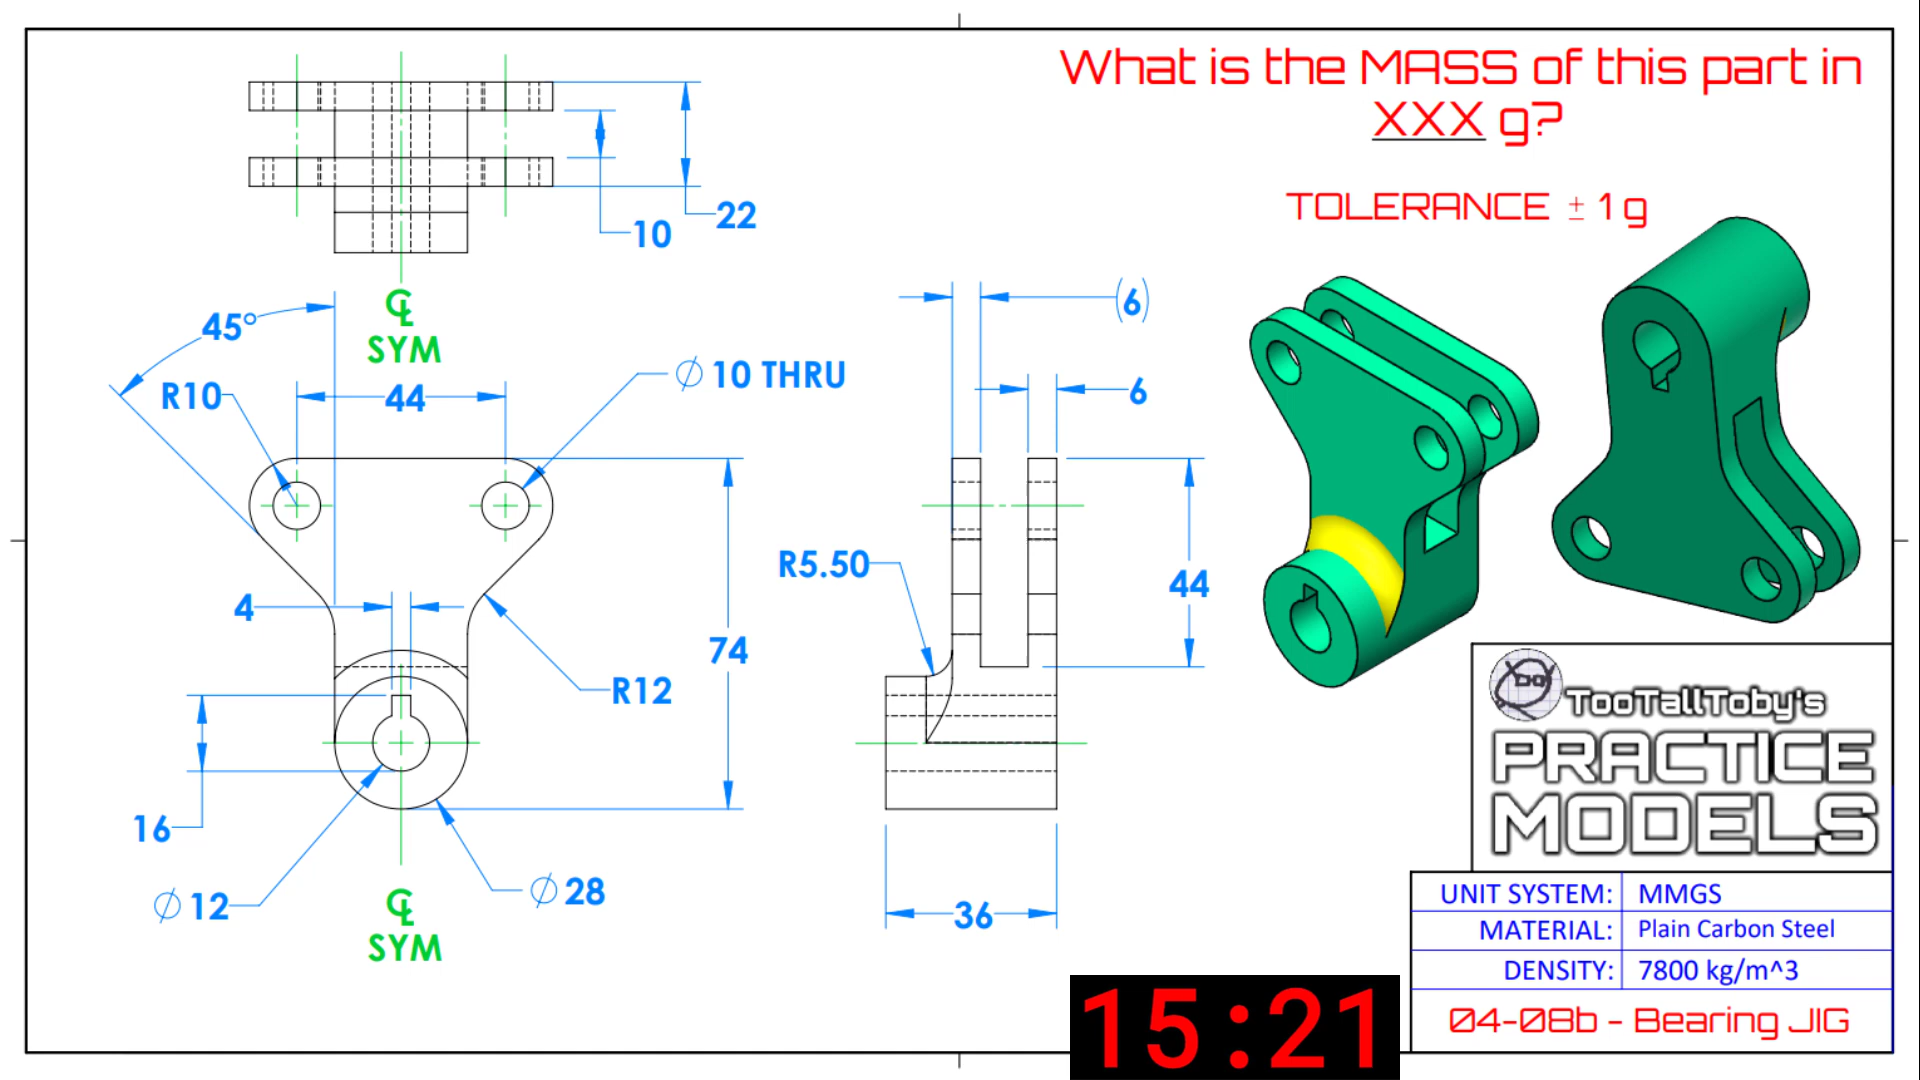 What is the MASS of this part in
XXX g?
TOLERANCE ± 1 g
22
10
℄
SYM
45°
R10
44
Ø 10 THRU
(6)
6
R5.50
44
4
74
R12
16
Ø 12
Ø 28
36
℄
SYM
TooTallToby's
PRACTICE
MODELS
UNIT SYSTEM: MMGS
MATERIAL: Plain Carbon Steel
DENSITY: 7800 kg/m^3
04-08b - Bearing JIG
15:21